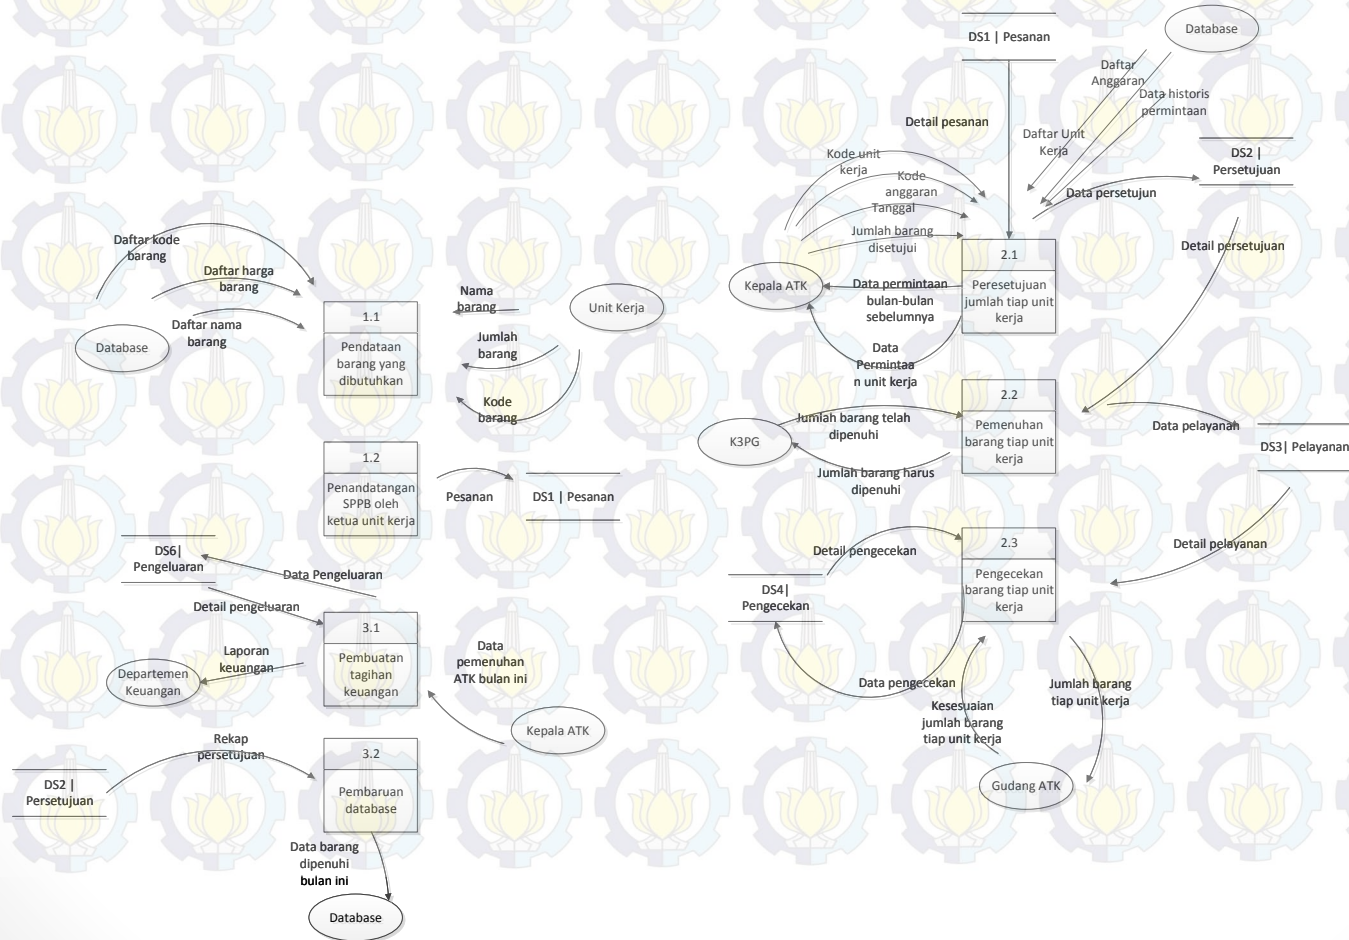 Daftar kode
barang
Daftar harga
barang
Daftar nama
barang
Database
1.1
Pendataan
barang yang
dibutuhkan
Nama
barang
Jumlah
barang
Kode
barang
Unit Kerja
1.2
Penandatangan
SPPB oleh
ketua unit kerja
Pesanan
DS1 | Pesanan
DS6|
Pengeluaran
Data Pengeluaran
Detail pengeluaran
3.1
Pembuatan
tagihan
keuangan
Laporan
keuangan
Departemen
Keuangan
Data
pemenuhan
ATK bulan ini
Kepala ATK
Rekap
persetujuan
DS2 |
Persetujuan
3.2
Pembaruan
database
Data barang
dipenuhi
bulan ini
Database
DS1 | Pesanan
Database
Daftar
Anggaran
Data historis
permintaan
Detail pesanan
Daftar Unit
Kerja
DS2 |
Persetujuan
Kode unit
kerja
Kode
anggaran
Tanggal
Jumlah barang
disetujui
Data persetujun
Detail persetujuan
Kepala ATK
Data permintaan
bulan-bulan
sebelumnya
2.1
Peresetujuan
jumlah tiap unit
kerja
Data
Permintaa
n unit kerja
2.2
Pemenuhan
barang tiap unit
kerja
K3PG
Jumlah barang telah
dipenuhi
Jumlah barang harus
dipenuhi
Data pelayanan
DS3| Pelayanan
2.3
Pengecekan
barang tiap unit
kerja
Detail pengecekan
DS4|
Pengecekan
Data pengecekan
Detail pelayanan
Kesesuaian
jumlah barang
tiap unit kerja
Jumlah barang
tiap unit kerja
Gudang ATK